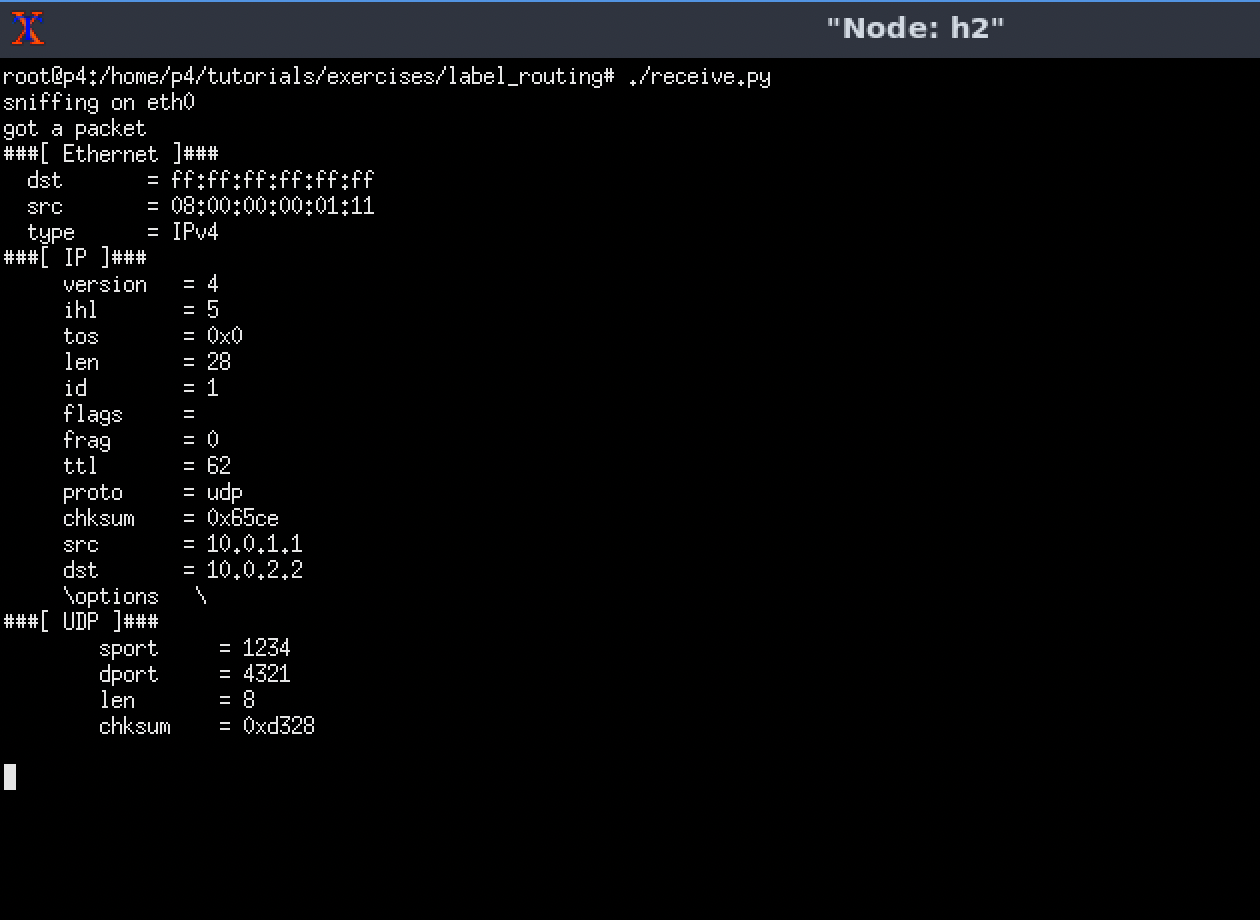 "Node: h2"
root@p4:/home/p4/tutorials/exercises/label_routing# ./receive.py
sniffing on eth0
got a packet
###[ Ethernet ]###
  dst       = ff:ff:ff:ff:ff:ff
  src       = 08:00:00:00:01:11
  type      = IPv4
###[ IP ]###
     version   = 4
     ihl       = 5
     tos       = 0x0
     len       = 28
     id        = 1
     flags     =
     frag      = 0
     ttl       = 62
     proto     = udp
     chksum    = 0x65ce
     src       = 10.0.1.1
     dst       = 10.0.2.2
     \options   \
###[ UDP ]###
        sport     = 1234
        dport     = 4321
        len       = 8
        chksum    = 0xd328